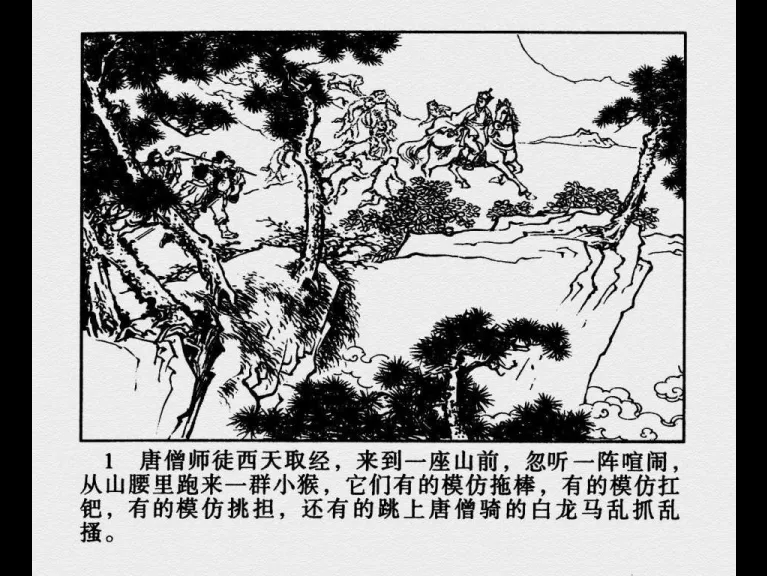 1 唐僧师徒西天取经，来到一座山前，忽听一阵喧闹，
从山腰里跑来一群小猴，它们有的模仿拖棒，有的模仿扛
钯，有的模仿挑担，还有的跳上唐僧骑的白龙马乱抓乱
搔。